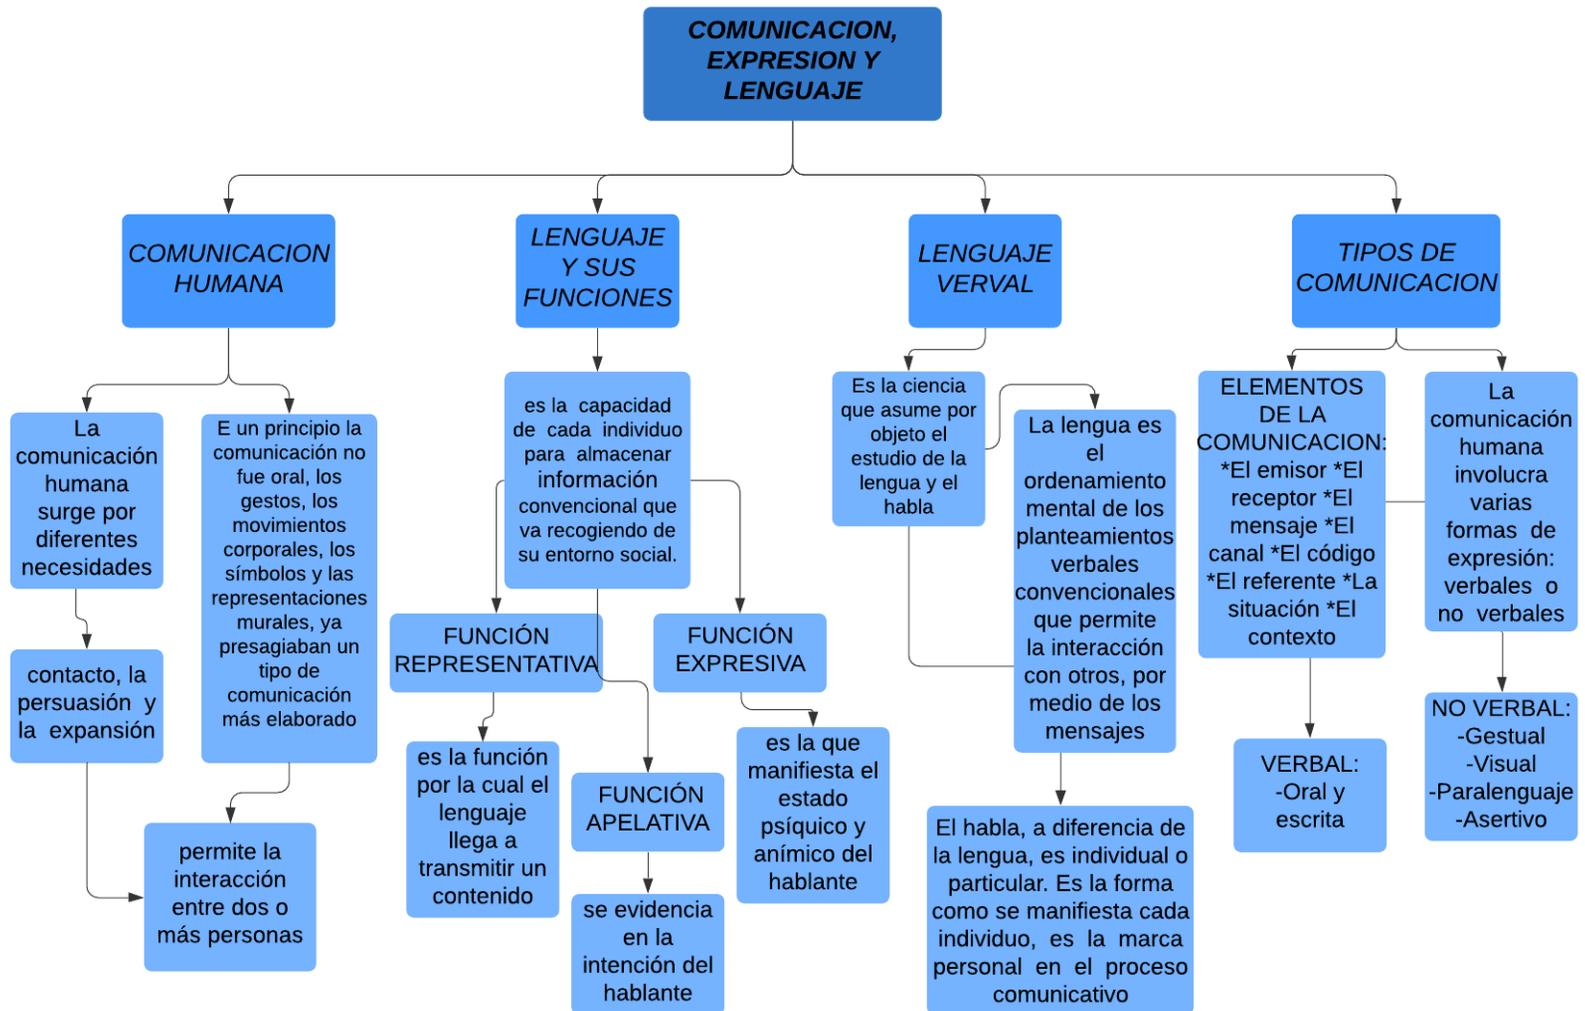 COMUNICACION,
EXPRESION Y
LENGUAJE
COMUNICACION
HUMANA
La
comunicación
humana
surge por
diferentes
necesidades
contacto, la
persuasión y
la expansión
E un principio la
comunicación no
fue oral, los
gestos, los
movimientos
corporales, los
símbolos y las
representaciones
murales, ya
presagiaban un
tipo de
comunicación
más elaborado
permite la
interacción
entre dos o
más personas
LENGUAJE
Y SUS
FUNCIONES
es la capacidad
de cada individuo
para almacenar
información
convencional que
va recogiendo de
su entorno social.
FUNCIÓN
REPRESENTATIVA
es la función
por la cual el
lenguaje
llega a
transmitir un
contenido
FUNCIÓN
APELATIVA
se evidencia
en la
intención del
hablante
FUNCIÓN
EXPRESIVA
es la que
manifiesta el
estado
psíquico y
anímico del
hablante
LENGUAJE
VERVAL
Es la ciencia
que asume por
objeto el
estudio de la
lengua y el
habla
La lengua es
el
ordenamiento
mental de los
planteamientos
verbales
convencionales
que permite
la interacción
con otros, por
medio de los
mensajes
El habla, a diferencia de
la lengua, es individual o
particular. Es la forma
como se manifiesta cada
individuo, es la marca
personal en el proceso
comunicativo
TIPOS DE
COMUNICACION
ELEMENTOS
DE LA
COMUNICACION:
*El emisor *El
receptor *El
mensaje *El
canal *El código
*El referente *La
situación *El
contexto
VERBAL:
-Oral y
escrita
La
comunicación
humana
involucra
varias
formas de
expresión:
verbales o
no verbales
NO VERBAL:
-Gestual
-Visual
-Paralenguaje
-Asertivo